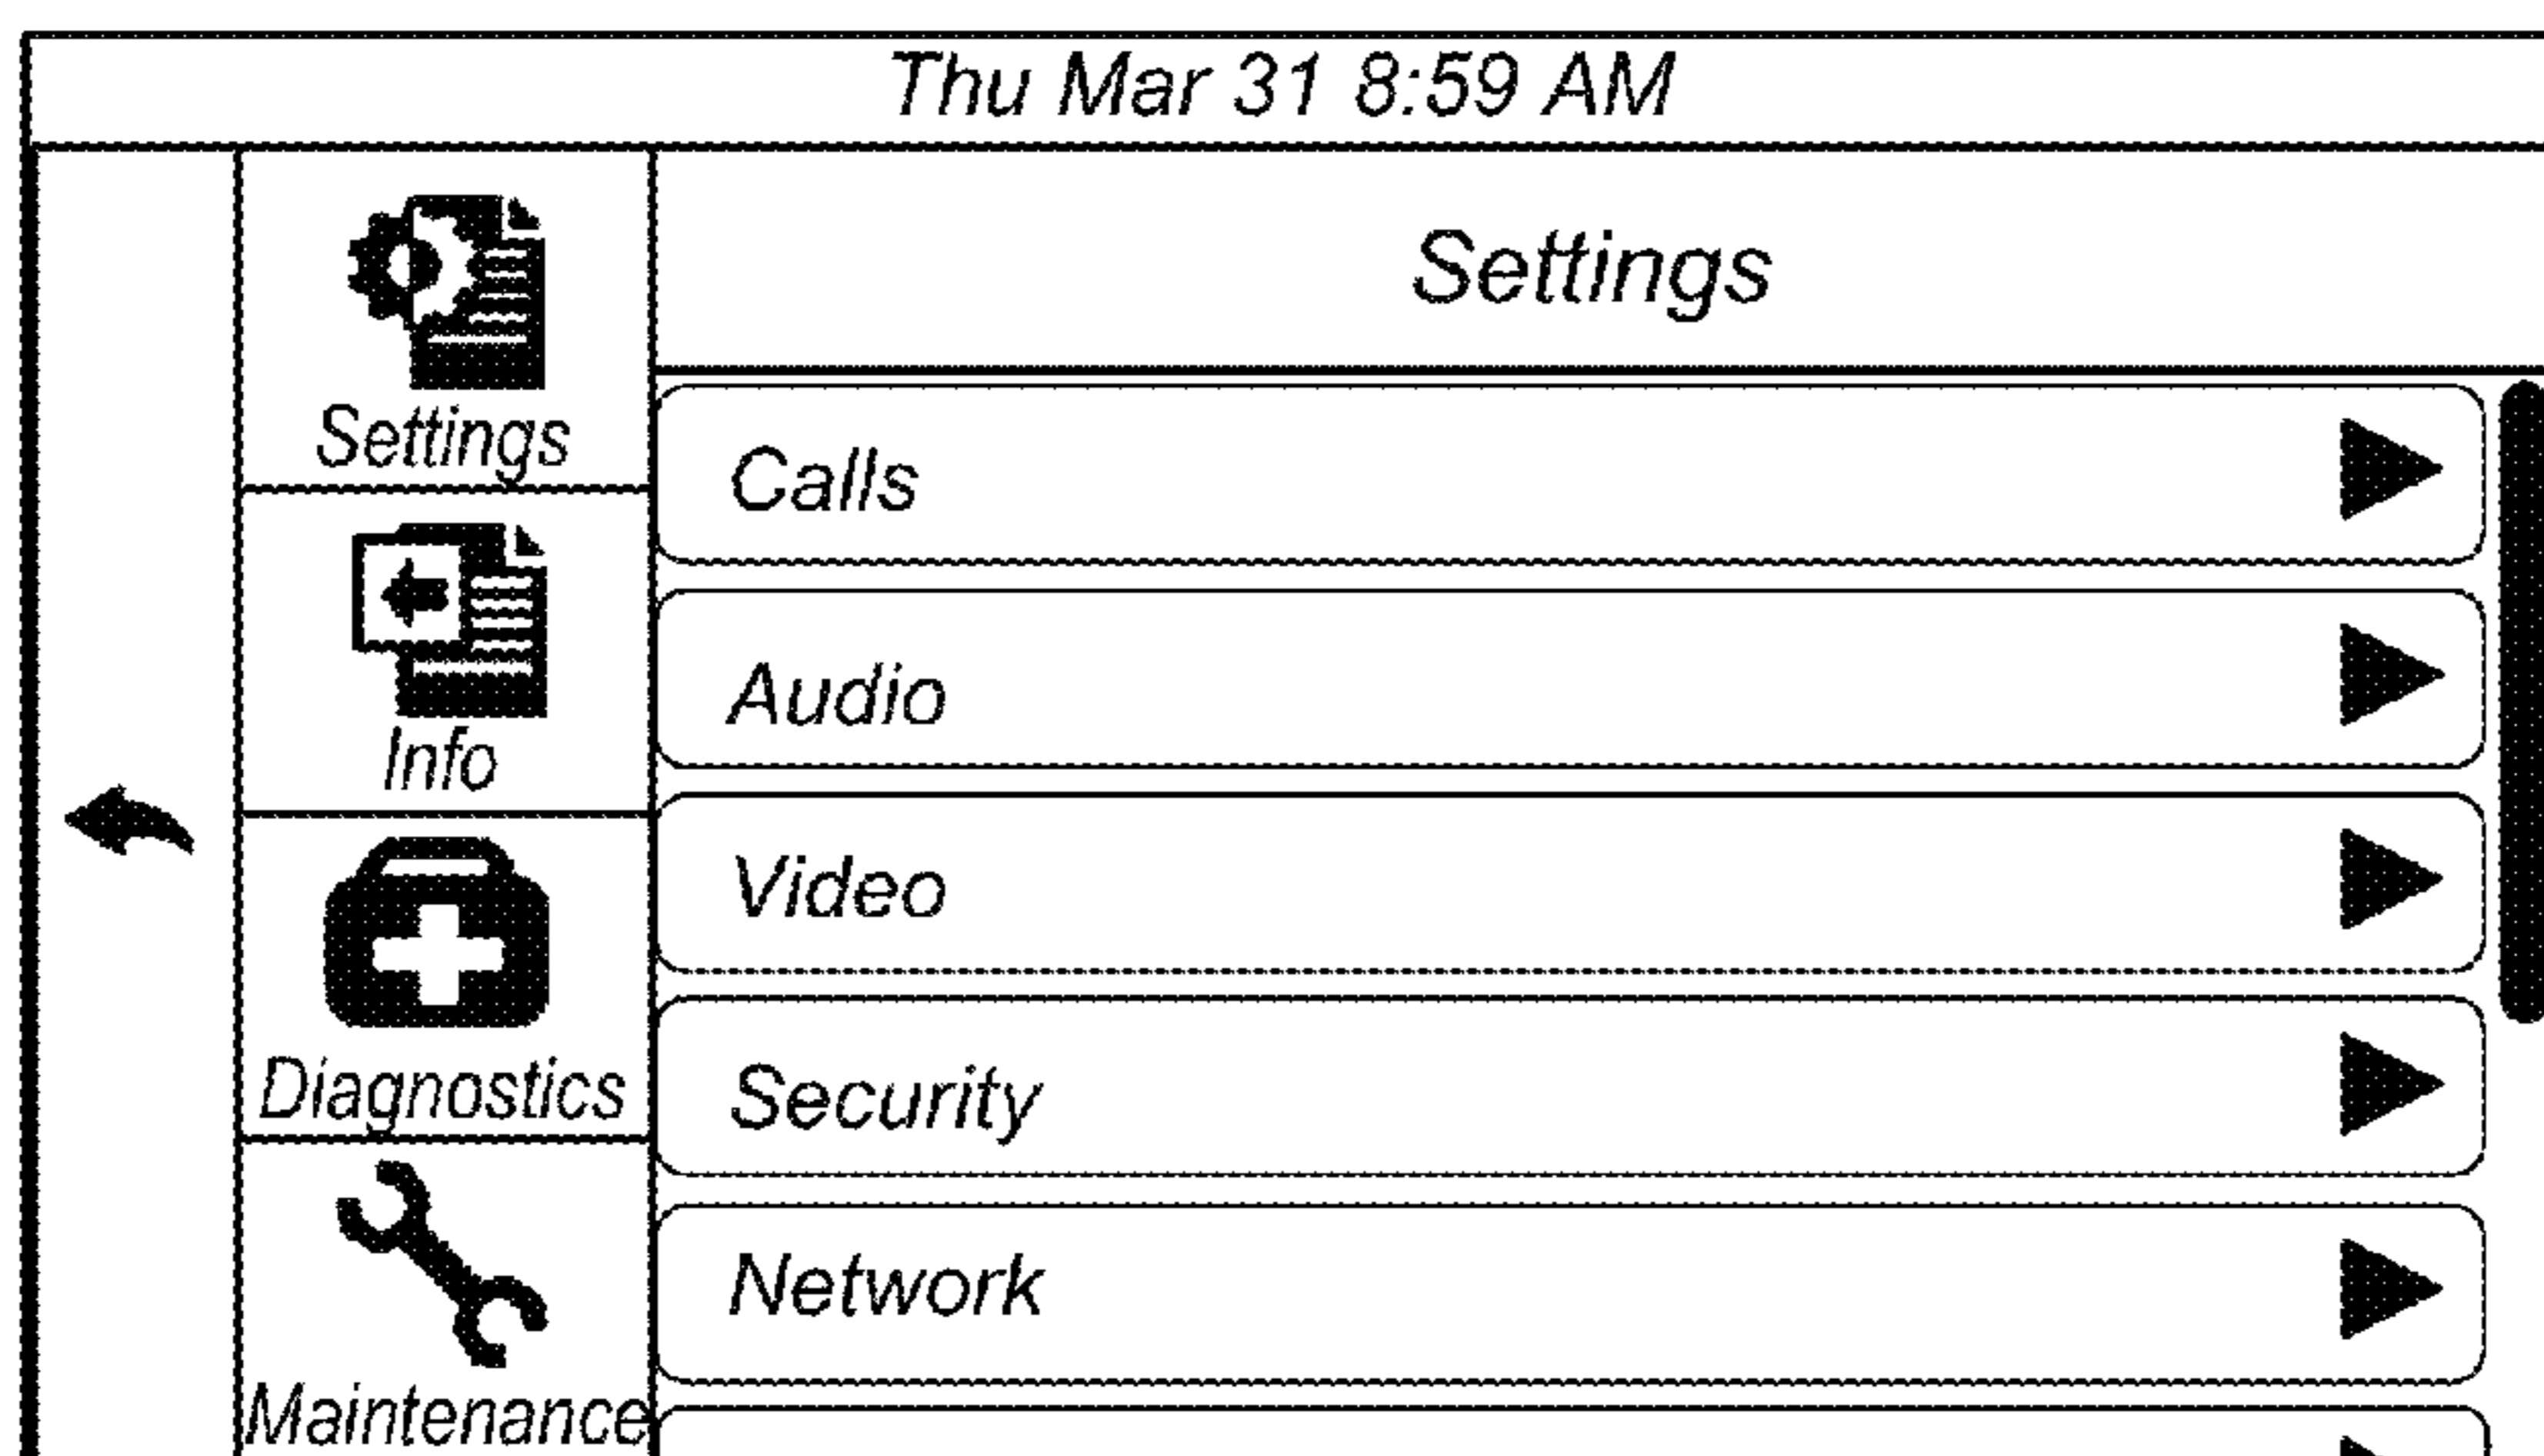 Thu Mar 31 8:59 AM
Settings
Settings
Info
Diagnostics
Maintenance
Calls
Audio
Video
Security
Network